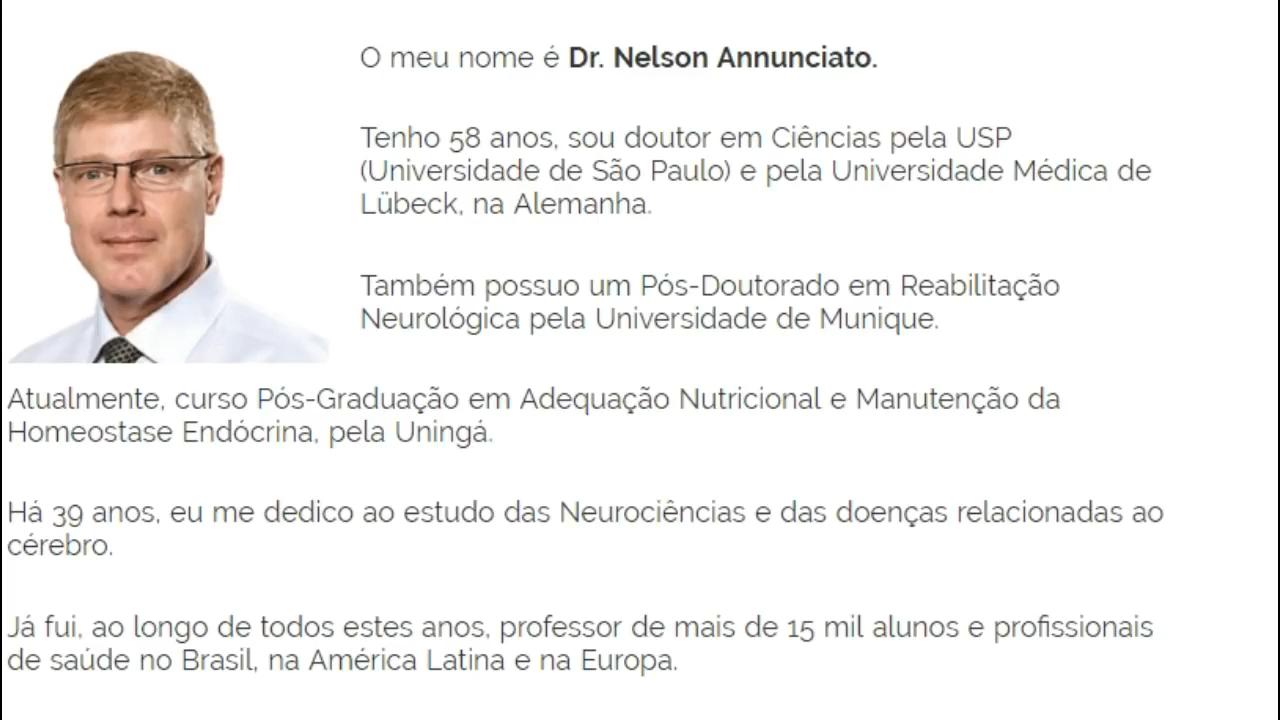 O meu nome é Dr. Nelson Annunciato.
Tenho 58 anos, sou doutor em Ciências pela USP
(Universidade de São Paulo) e pela Universidade Médica de
Lübeck, na Alemanha.
Também possuo um Pós-Doutorado em Reabilitação
Neurológica pela Universidade de Munique.
Atualmente, curso Pós-Graduação em Adequação Nutricional e Manutenção da
Homeostase Endócrina, pela Uningá.
Há 39 anos, eu me dedico ao estudo das Neurociências e das doenças relacionadas ao
cérebro.
Já fui, ao longo de todos estes anos, professor de mais de 15 mil alunos e profissionais
de saúde no Brasil, na América Latina e na Europa.